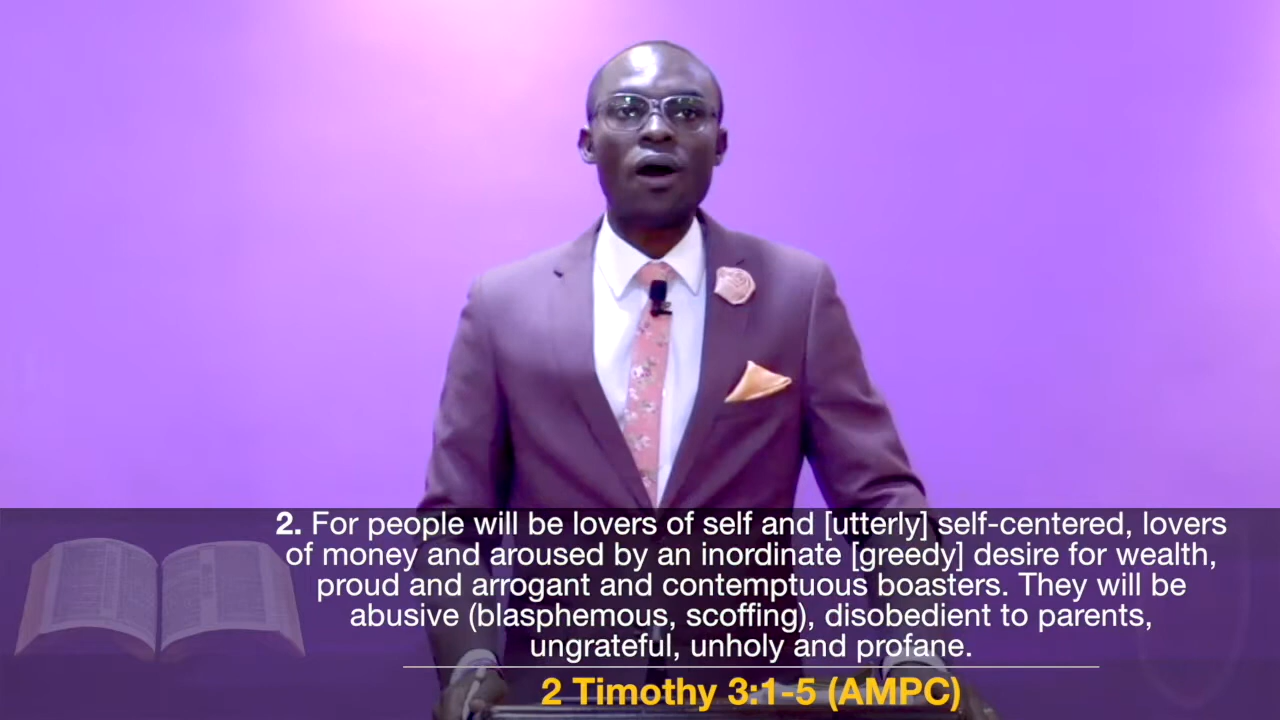 2. For people will be lovers of self and [utterly] self-centered, lovers
of money and aroused by an inordinate [greedy] desire for wealth,
proud and arrogant and contemptuous boasters. They will be
abusive (blasphemous, scoffing), disobedient to parents,
ungrateful, unholy and profane.
2 Timothy 3:1-5 (AMPC)